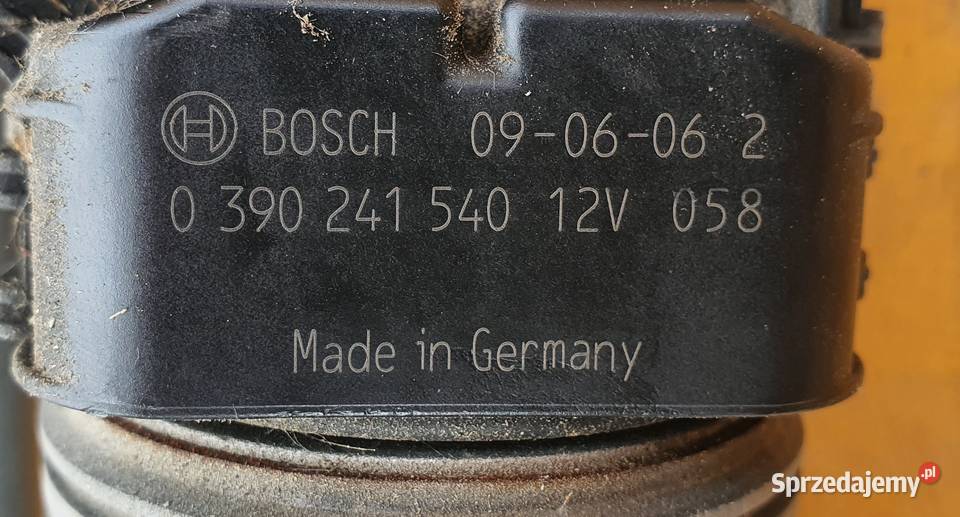 BOSCH 09-06-06 2
0 390 241 540 12V 058
Made in Germany
Sprzedajemy.pl